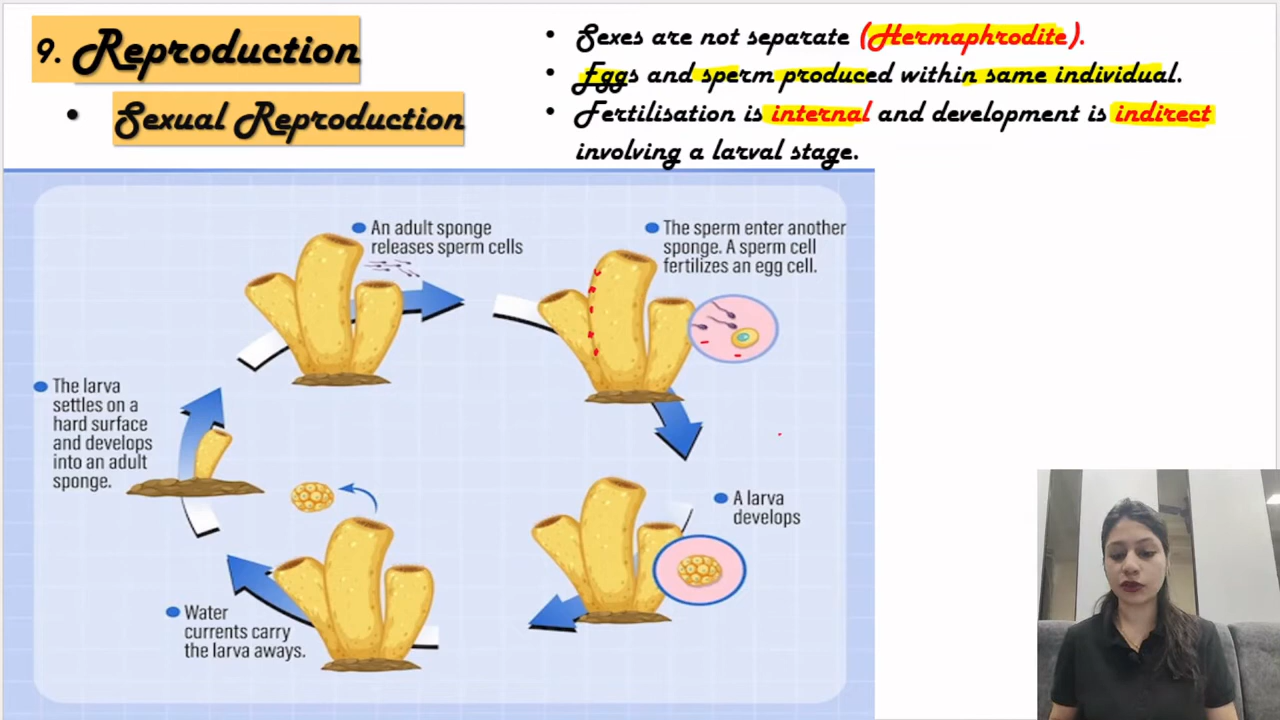 9. Reproduction
• Sexual Reproduction
• Sexes are not separate (Hermaphrodite).
• Eggs and sperm produced within same individual.
• Fertilisation is internal and development is indirect
involving a larval stage.
An adult sponge
releases sperm cells
The sperm enter another
sponge. A sperm cell
fertilizes an egg cell.
A larva
develops
Water
currents carry
the larva aways.
The larva
settles on a
hard surface
and develops
into an adult
sponge.